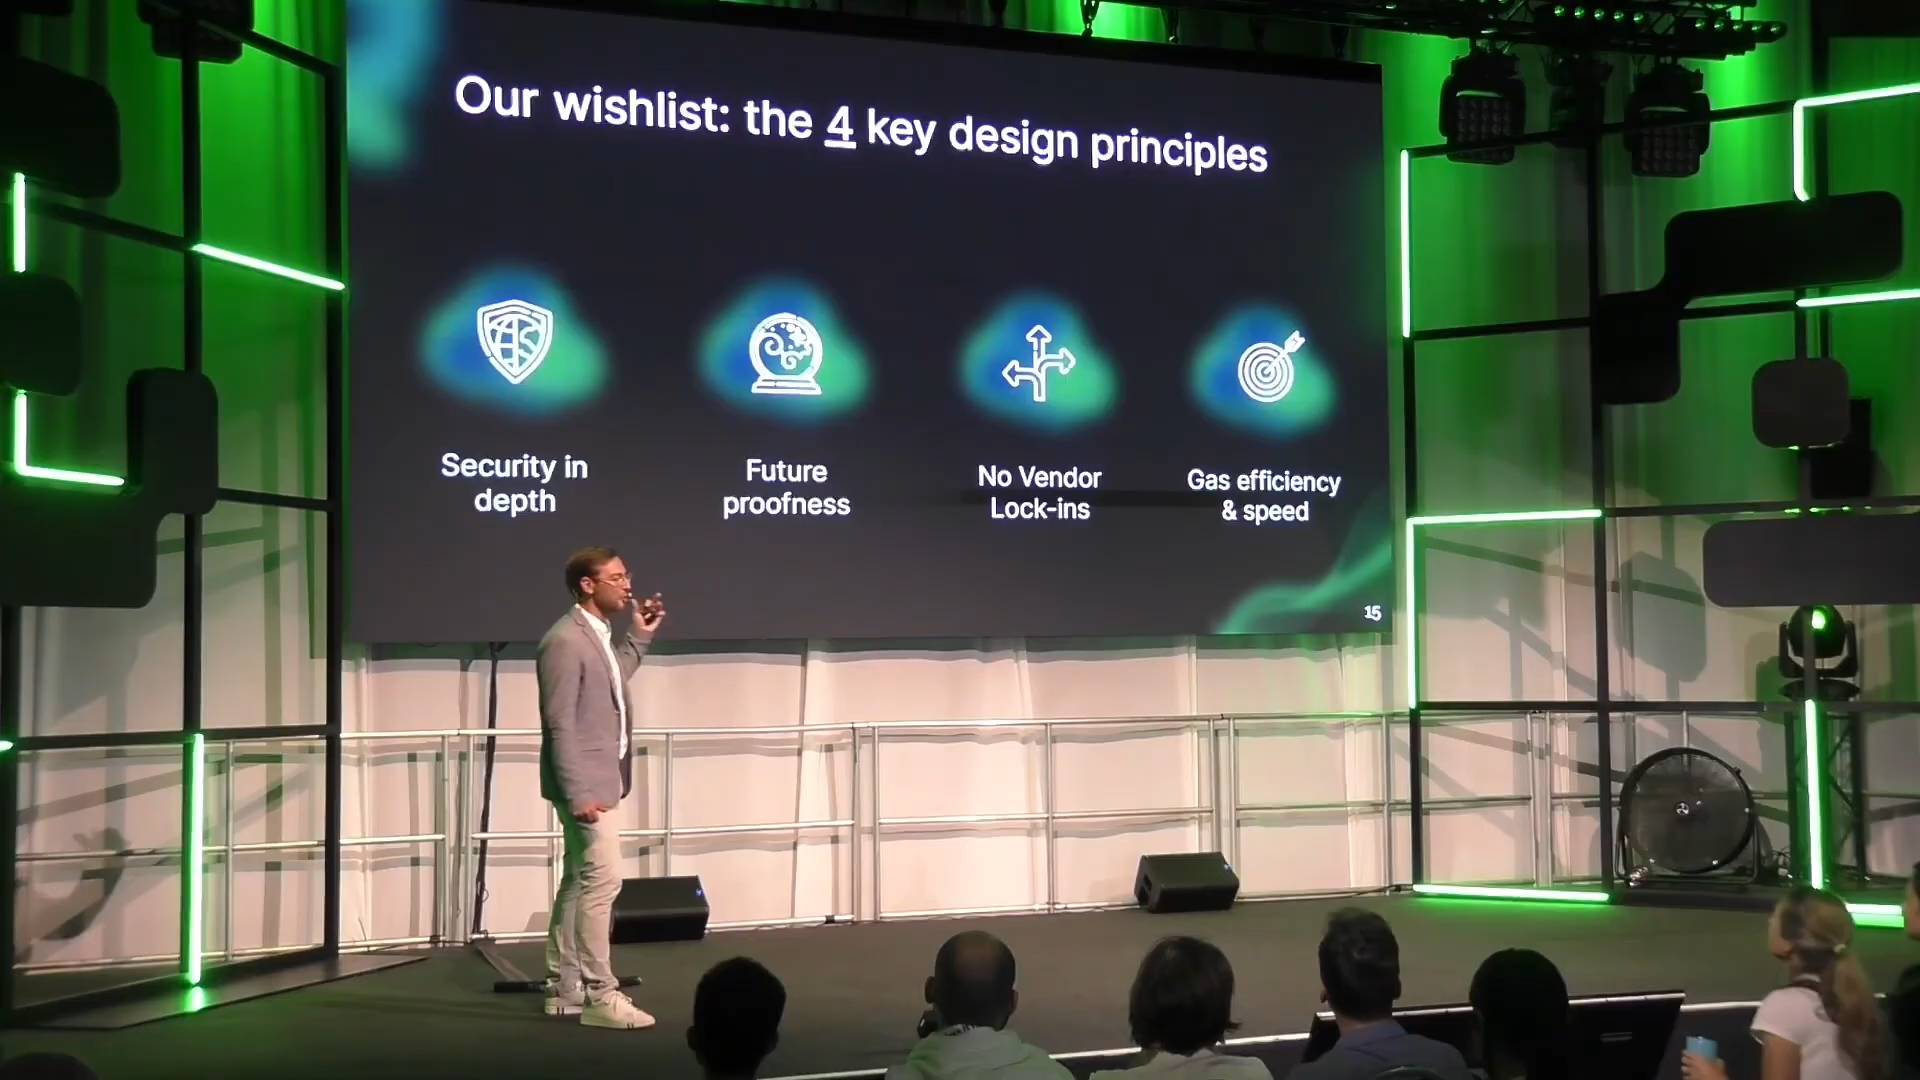 Our wishlist: the 4 key design principles
Security in
depth
Future
proofness
No Vendor
Lock-ins
Gas efficiency
& speed
15